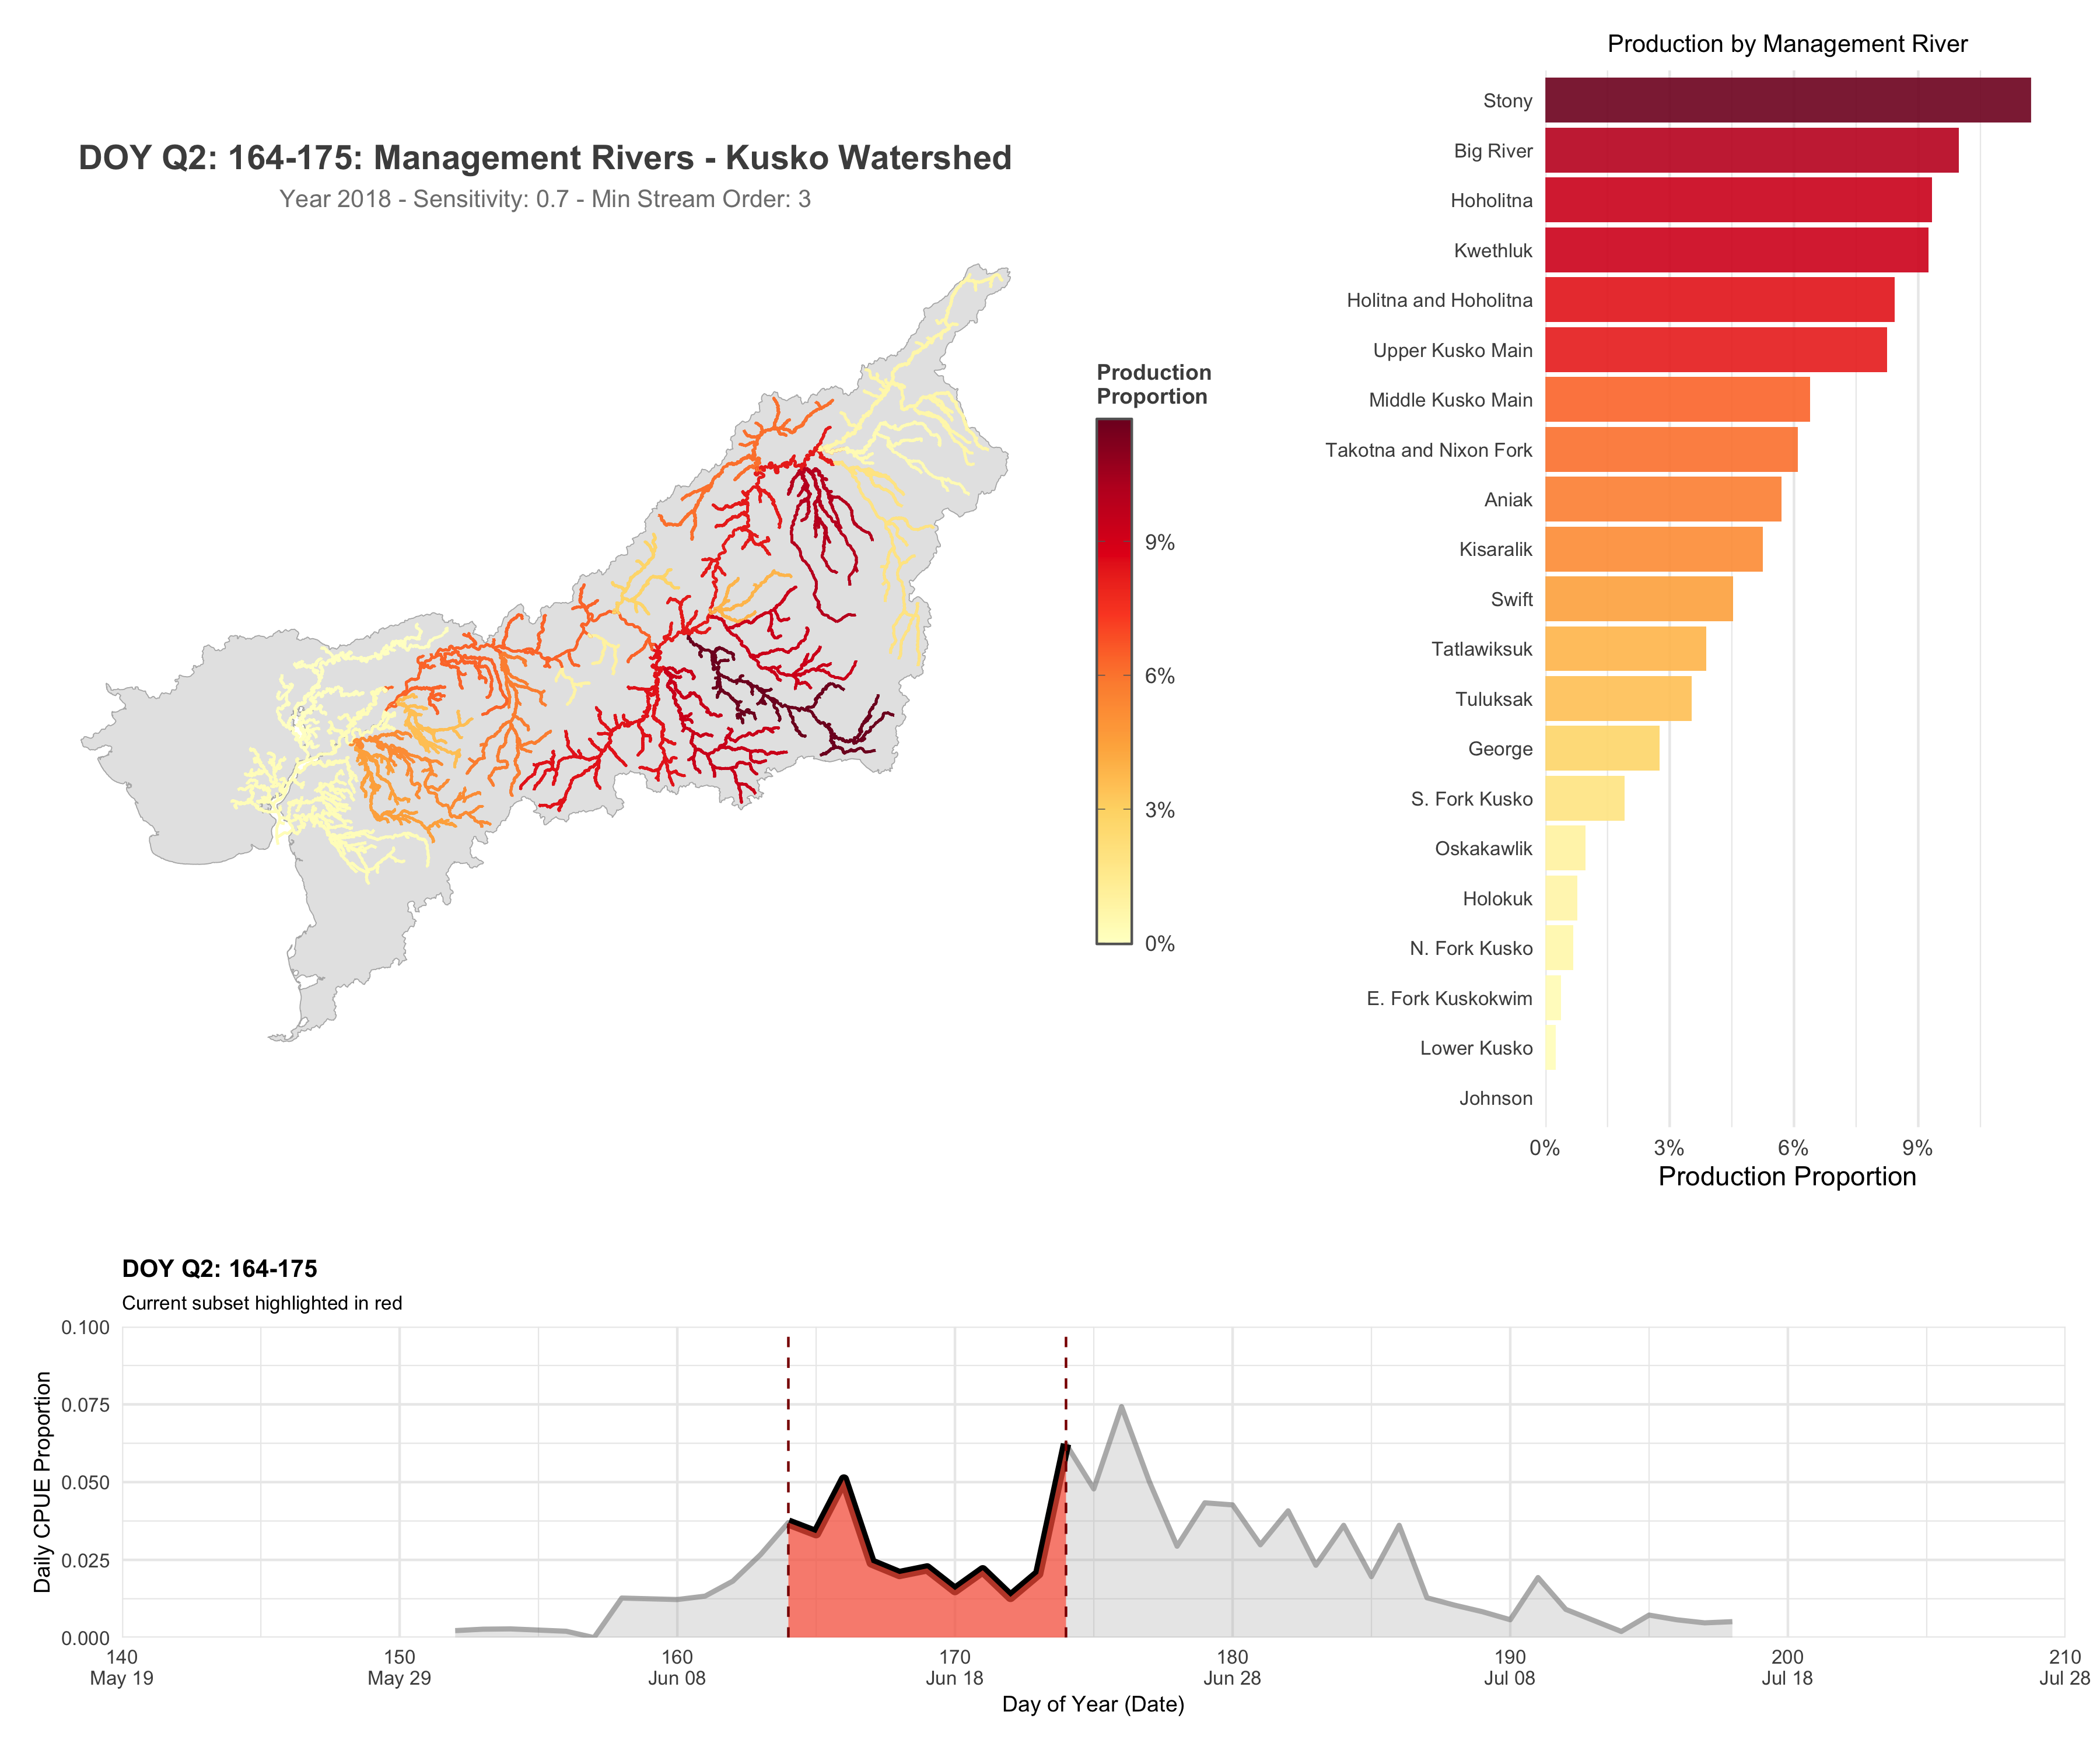 DOY Q2: 164-175: Management Rivers - Kusko Watershed
Year 2018 - Sensitivity: 0.7 - Min Stream Order: 3
Production
Proportion
9%
6%
3%
0%
Production by Management River
Stony
Big River
Hoholitna
Kwethluk
Holitna and Hoholitna
Upper Kusko Main
Middle Kusko Main
Takotna and Nixon Fork
Aniak
Kisaralik
Swift
Tatlawiksuk
Tuluksak
George
S. Fork Kusko
Oskakawlik
Holokuk
N. Fork Kusko
E. Fork Kuskokwim
Lower Kusko
Johnson
0% 3% 6% 9%
Production Proportion
DOY Q2: 164-175
Current subset highlighted in red
Daily CPUE Proportion
0.100
0.075
0.050
0.025
0.000
140 150 160 170 180 190 200 210
May 19 May 29 Jun 08 Jun 18 Jun 28 Jul 08 Jul 18 Jul 28
Day of Year (Date)